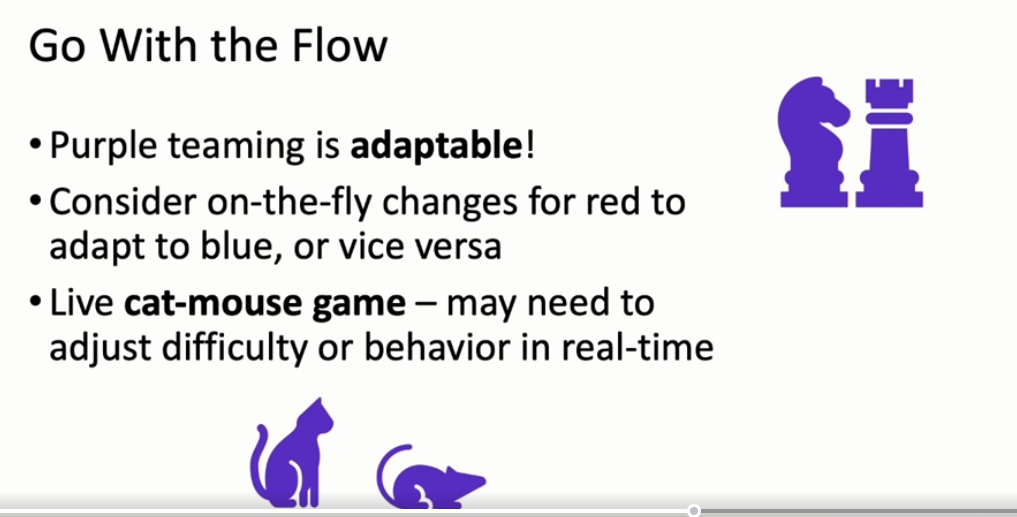 Go With the Flow
• Purple teaming is adaptable!
• Consider on-the-fly changes for red to
adapt to blue, or vice versa
• Live cat-mouse game – may need to
adjust difficulty or behavior in real-time